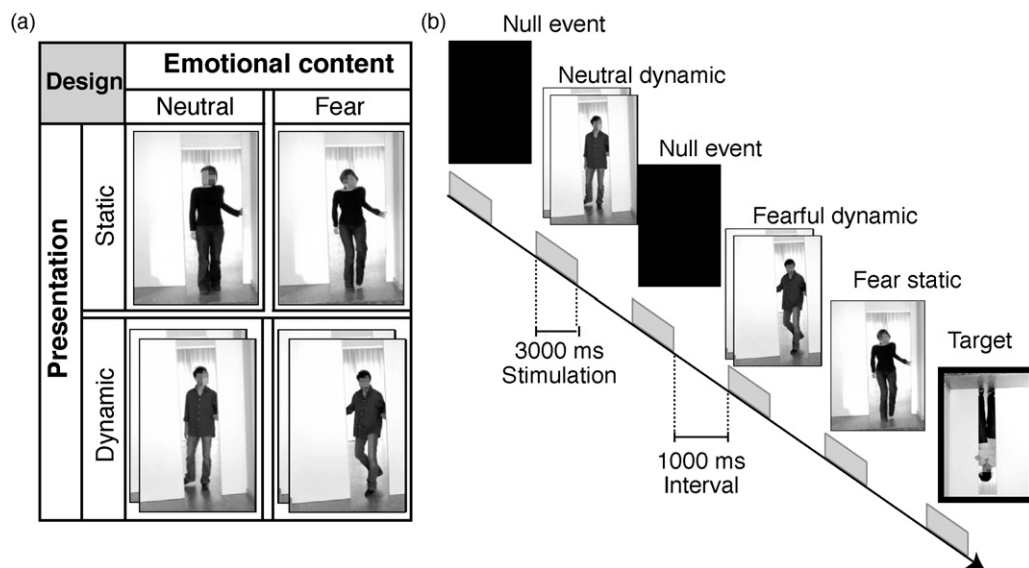 (a)
Design
Emotional content
Neutral
Fear
Presentation
Static
Dynamic
(b)
Null event
Neutral dynamic
Null event
Fearful dynamic
Fear static
Target
3000 ms
Stimulation
1000 ms
Interval